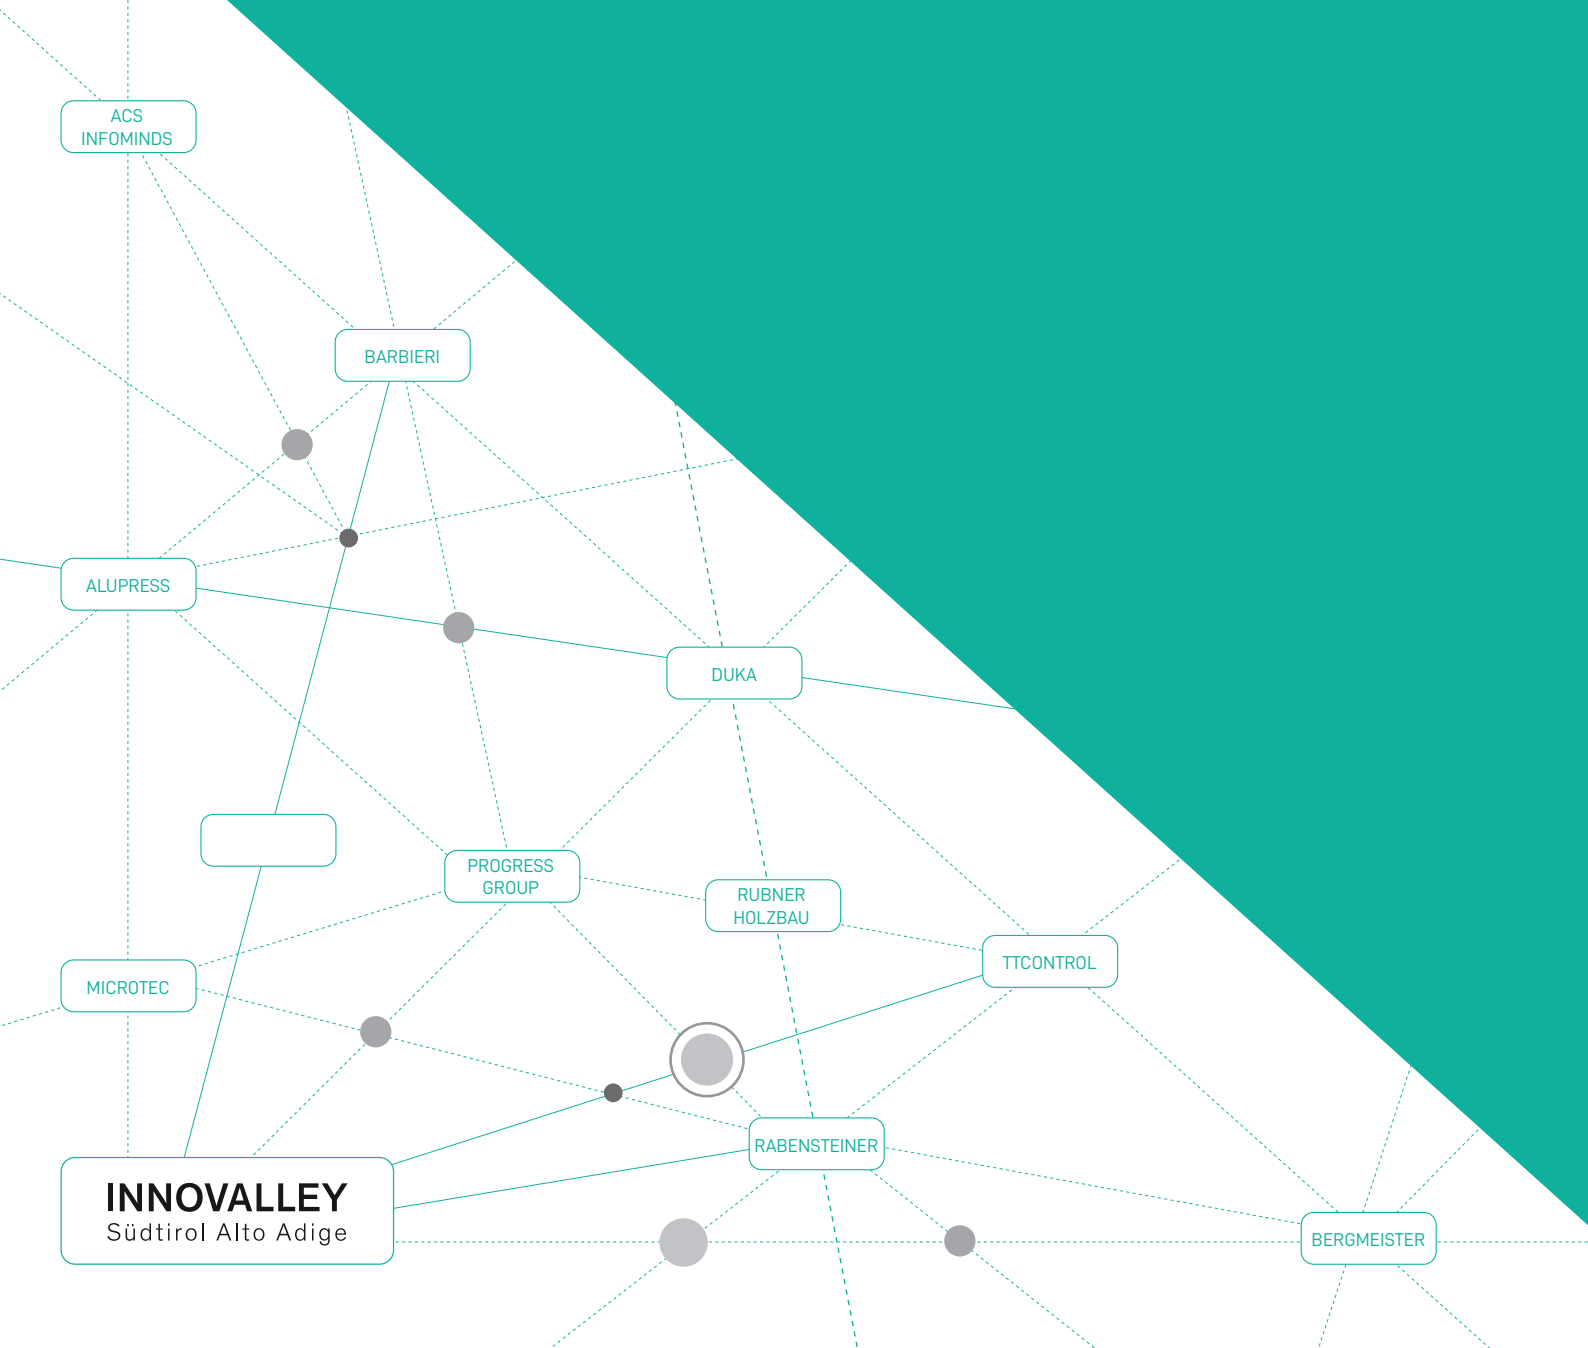 ACS
INFOMINDS
BARBIERI
ALUPRESS
DUKA
PROGRESS
GROUP
RUBNER
HOLZBAU
TTCONTROL
MICROTEC
RABENSTEINER
INNOVALLEY
Südtirol Alto Adige
BERGMEISTER